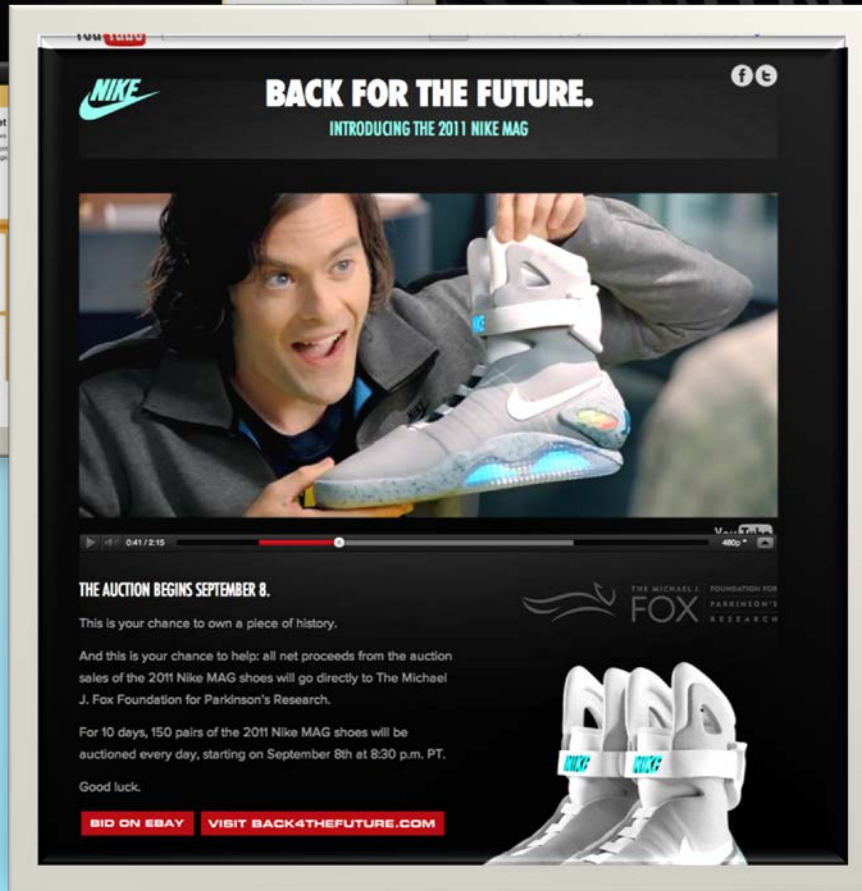 You Tube
NIKE
BACK FOR THE FUTURE.
INTRODUCING THE 2011 NIKE MAG
f t
NIKE
0:41 / 2:15
YouTube
480p
THE AUCTION BEGINS SEPTEMBER 8.
This is your chance to own a piece of history.
And this is your chance to help: all net proceeds from the auction
sales of the 2011 Nike MAG shoes will go directly to The Michael
J. Fox Foundation for Parkinson's Research.
For 10 days, 150 pairs of the 2011 Nike MAG shoes will be
auctioned every day, starting on September 8th at 8:30 p.m. PT.
Good luck.
THE MICHAEL J.
FOX
FOUNDATION FOR
PARKINSON'S
RESEARCH
NIKE NIKE
BID ON EBAY
VISIT BACK4THEFUTURE.COM